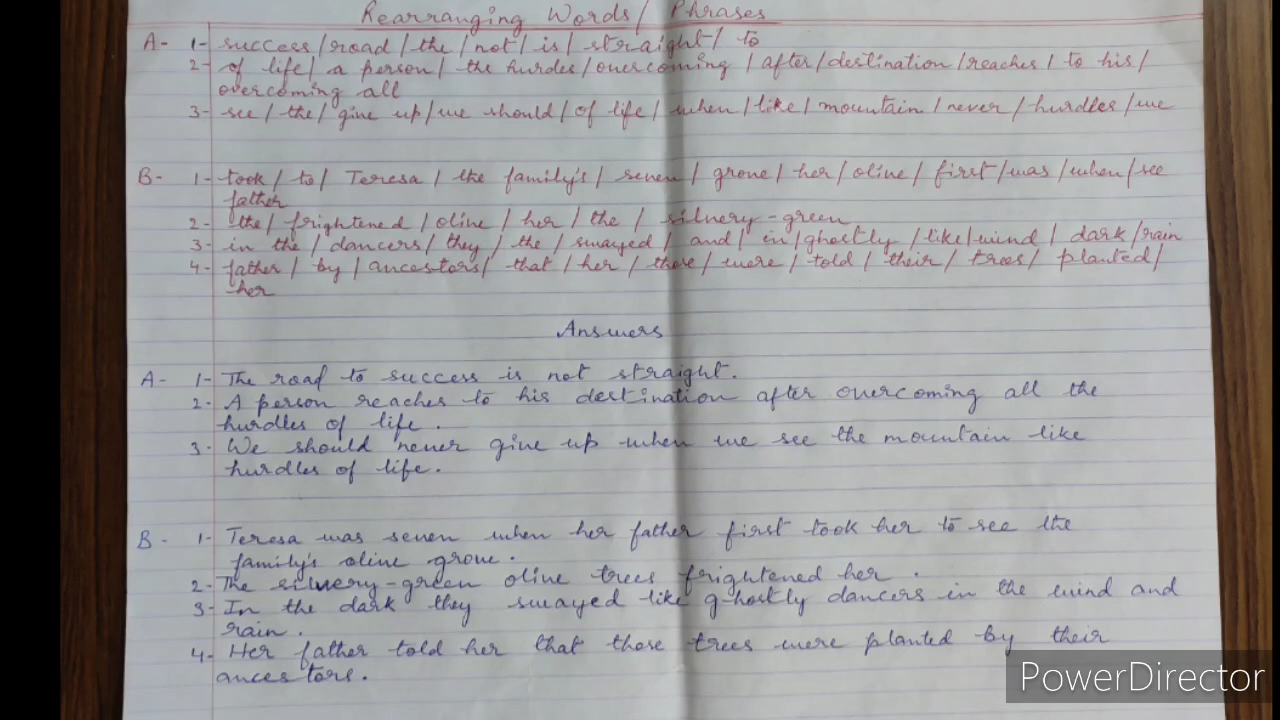 Rearranging Words/ Phrases
A- 1- success/road/the/not/is/straight/to
2- of life/a person/the hurdes/overcoming/after/destination/reaches/to his/
overcoming all
3- see/the/give up/we should/of life/when/like/mountain/never/hurdles/we
B- 1- took/to/Teresa/the family's/seven/grove/her/olive/first/was/when/see
father
2- the/frightened/olive/her/the/silvery-green
3- in the/dancers/they/the/swayed/and/in/ghostly/like/wind/dark/rain
4- father/by/ancestors/that/her/those/were/told/their/trees/planted/
her
Answers
A- 1- The road to success is not straight.
2- A person reaches to his destination after overcoming all the
hurdles of life.
3- We should never give up when we see the mountain like
hurdles of life.
B- 1- Teresa was seven when her father first took her to see the
family's olive grove.
2- The silvery-green olive trees frightened her.
3- In the dark they swayed like ghostly dancers in the wind and
rain.
4- Her father told her that those trees were planted by their
ancestors.
PowerDirector